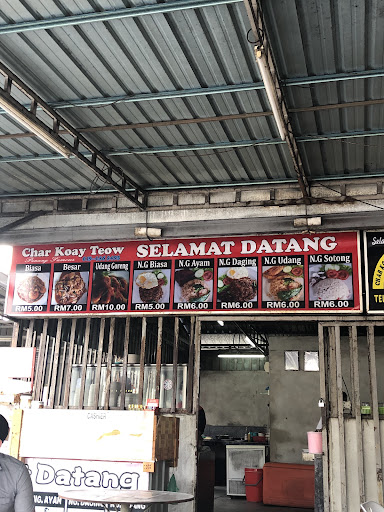 Char Koay Teow SELAMAT DATANG
Biasa Besar Udang Goreng N.G Biasa N.G Ayam N.G Daging N.G Udang N.G Sotong
RM5.00 RM7.00 RM10.00 RM5.00 RM6.00 RM6.00 RM6.00 RM6.00
CASHIER
Datang